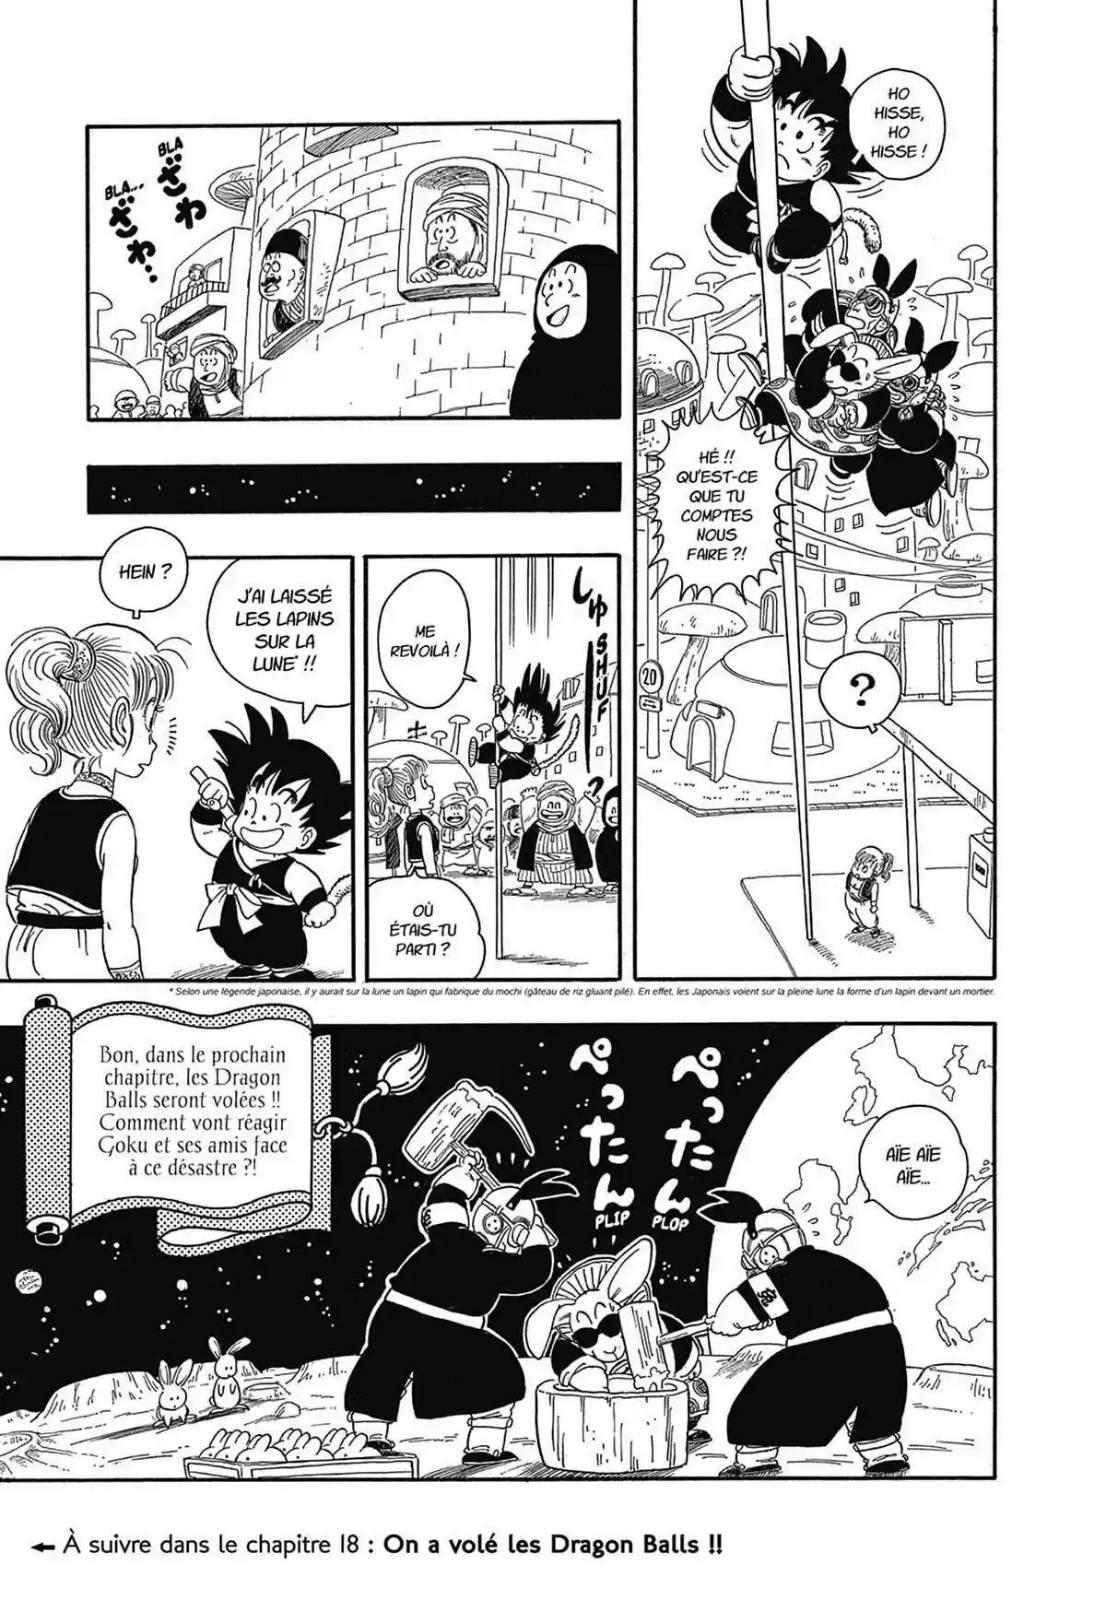 HO
HISSE,
HO
HISSE !
HÉ !!
QU'EST-CE
QUE TU
COMPTES
NOUS
FAIRE ?!
20
?
BLA
ざわ
BLA...
ざわ...
しゅ
SHUF
ME
REVOILÀ !
?
OÙ
ÉTAIS-TU
PARTI ?
J'AI LAISSÉ
LES LAPINS
SUR LA
LUNE* !!
HEIN ?
* Selon une légende japonaise, il y aurait sur la lune un lapin qui fabrique du mochi (gâteau de riz gluant pilé). En effet, les Japonais voient sur la pleine lune la forme d'un lapin devant un mortier.
AÏE AÏE
AÏE...
ぺったん
PLOP
ぺったん
PLIP
Bon, dans le prochain
chapitre, les Dragon
Balls seront volées !!
Comment vont réagir
Goku et ses amis face
à ce désastre ?!
← À suivre dans le chapitre 18 : On a volé les Dragon Balls !!